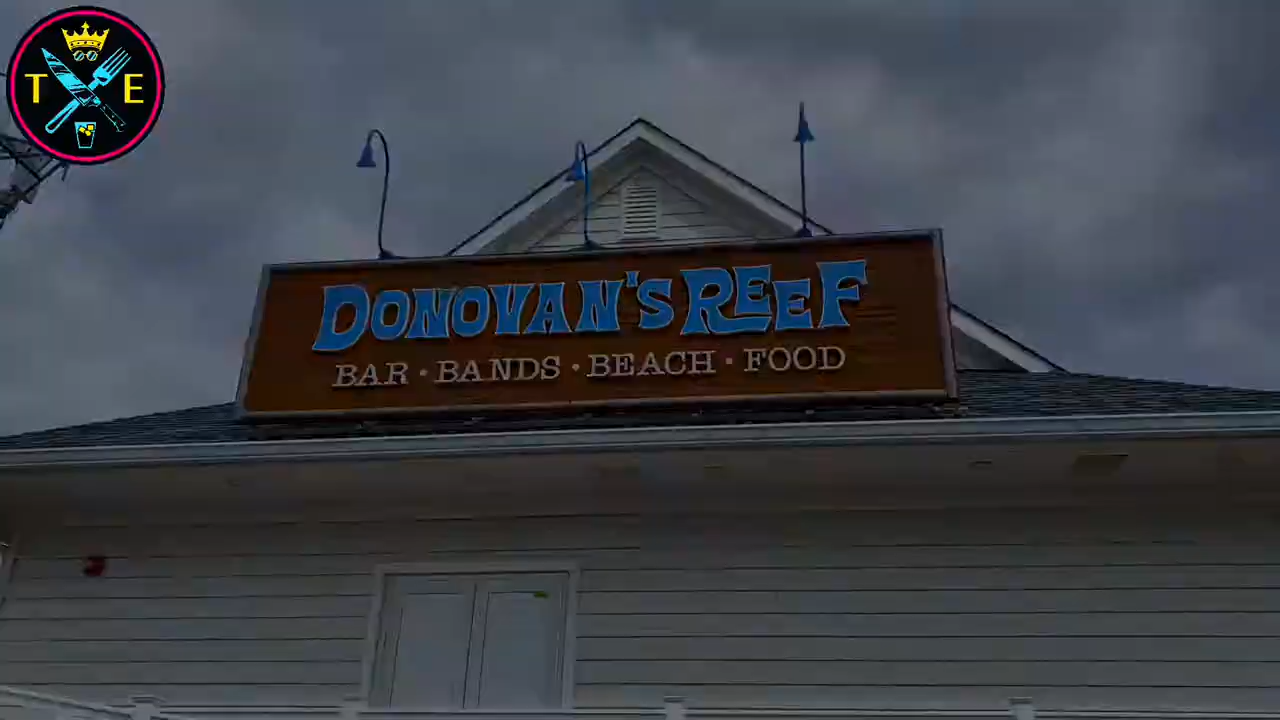 T E
DONOVAN'S REEF
BAR · BANDS · BEACH · FOOD